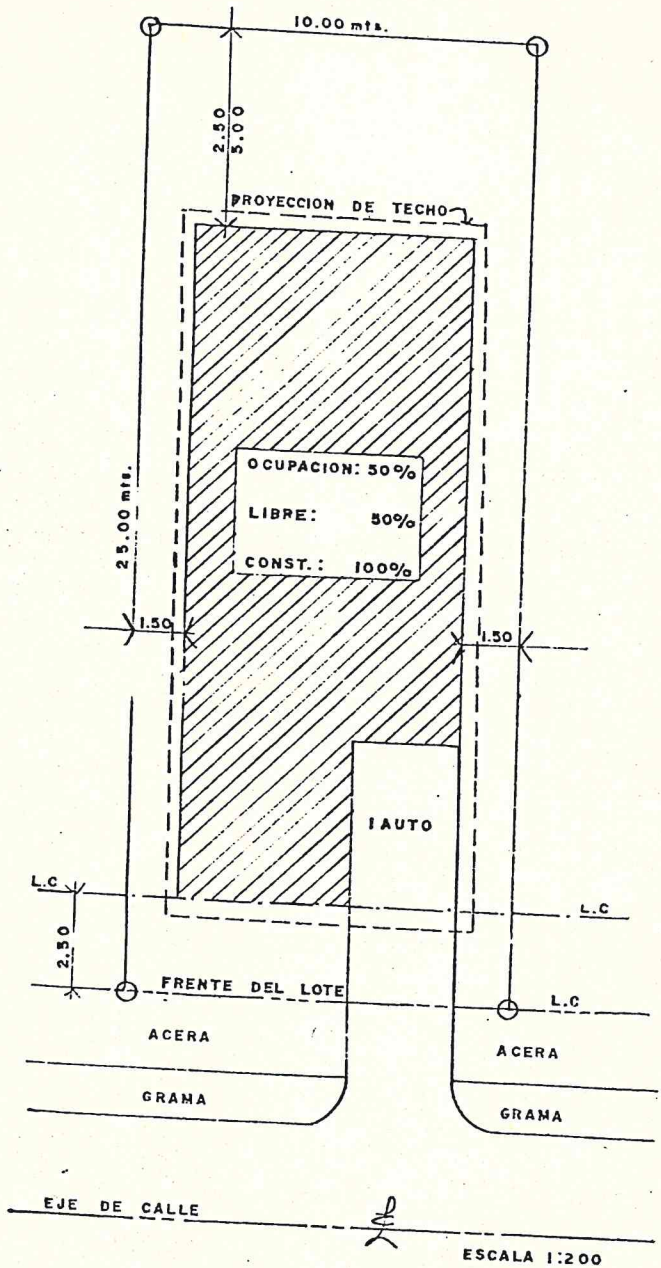 10.00 mts.
2.50
5.00
PROYECCION DE TECHO
OCUPACION: 50%
LIBRE: 50%
CONST.: 100%
25.00 mts.
1.50
1.50
1 AUTO
L.C
L.C
2.50
FRENTE DEL LOTE
L.C
ACERA
ACERA
GRAMA
GRAMA
EJE DE CALLE
ESCALA 1:200